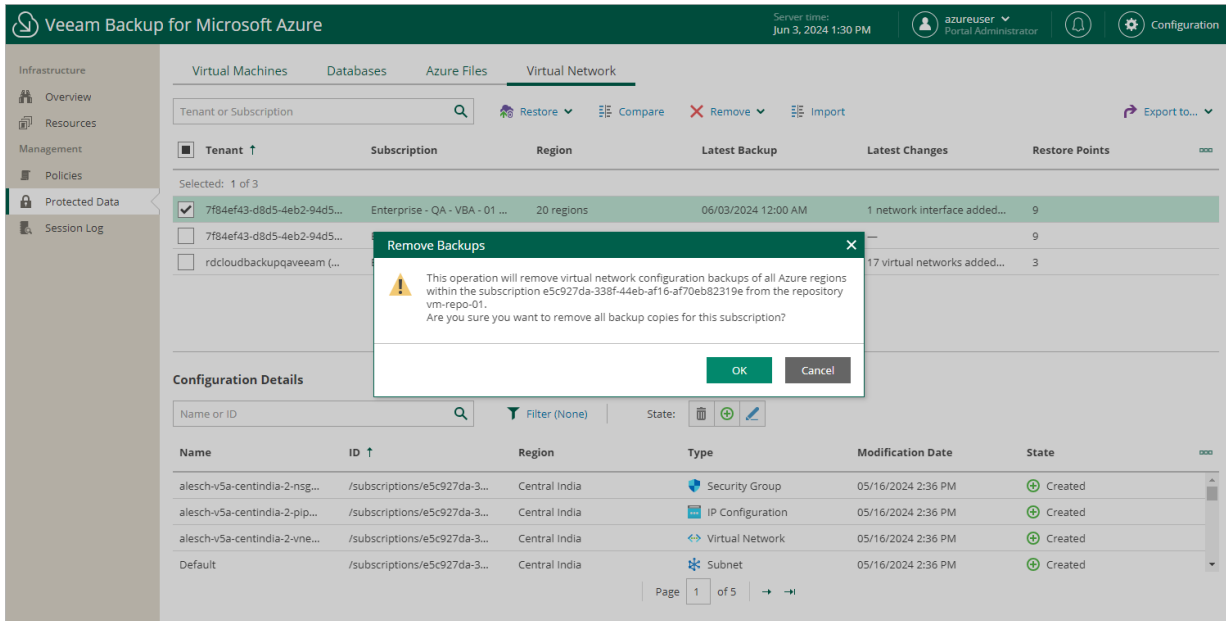 Veeam Backup for Microsoft Azure
Server time:
Jun 3, 2024 1:30 PM
azureuser
Portal Administrator
Configuration
Infrastructure
Overview
Resources
Management
Policies
Protected Data
Session Log
Virtual Machines Databases Azure Files Virtual Network
Tenant or Subscription Restore Compare Remove Import Export to...
Tenant Subscription Region Latest Backup Latest Changes Restore Points
Selected: 1 of 3
7f84ef43-d8d5-4eb2-94d5... Enterprise - QA - VBA - 01 ... 20 regions 06/03/2024 12:00 AM 1 network interface added... 9
7f84ef43-d8d5-4eb2-94d5... — 9
rdcloudbackupqaveeam (... 17 virtual networks added... 3
Remove Backups
This operation will remove virtual network configuration backups of all Azure regions
within the subscription e5c927da-338f-44eb-af16-af70eb82319e from the repository
vm-repo-01.
Are you sure you want to remove all backup copies for this subscription?
OK Cancel
Configuration Details
Name or ID Filter (None) State:
Name ID Region Type Modification Date State
alesch-v5a-centindia-2-nsg... /subscriptions/e5c927da-3... Central India Security Group 05/16/2024 2:36 PM Created
alesch-v5a-centindia-2-pip... /subscriptions/e5c927da-3... Central India IP Configuration 05/16/2024 2:36 PM Created
alesch-v5a-centindia-2-vne... /subscriptions/e5c927da-3... Central India Virtual Network 05/16/2024 2:36 PM Created
Default /subscriptions/e5c927da-3... Central India Subnet 05/16/2024 2:36 PM Created
Page 1 of 5